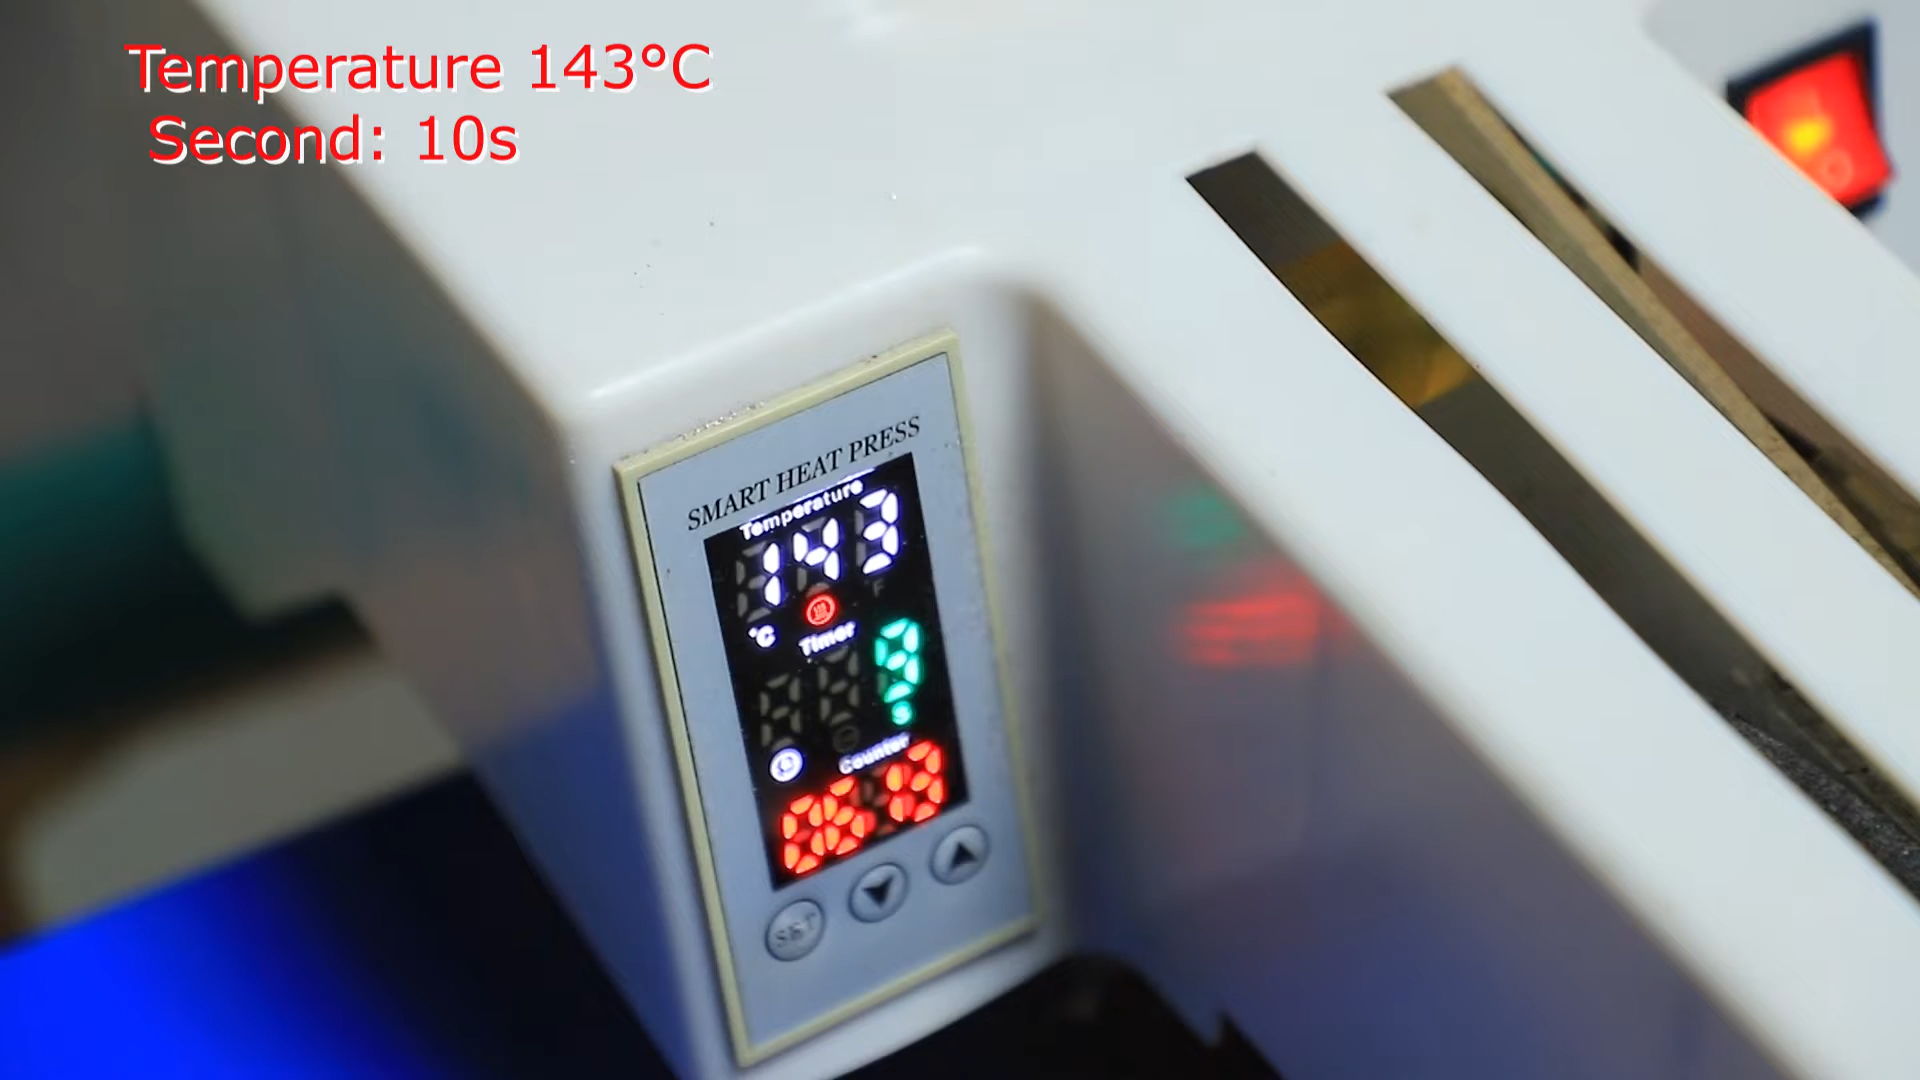 Temperature 143°C
Second: 10s
SMART HEAT PRESS
Temperature
143
°C
F
Timer
9
S
Counter
SET